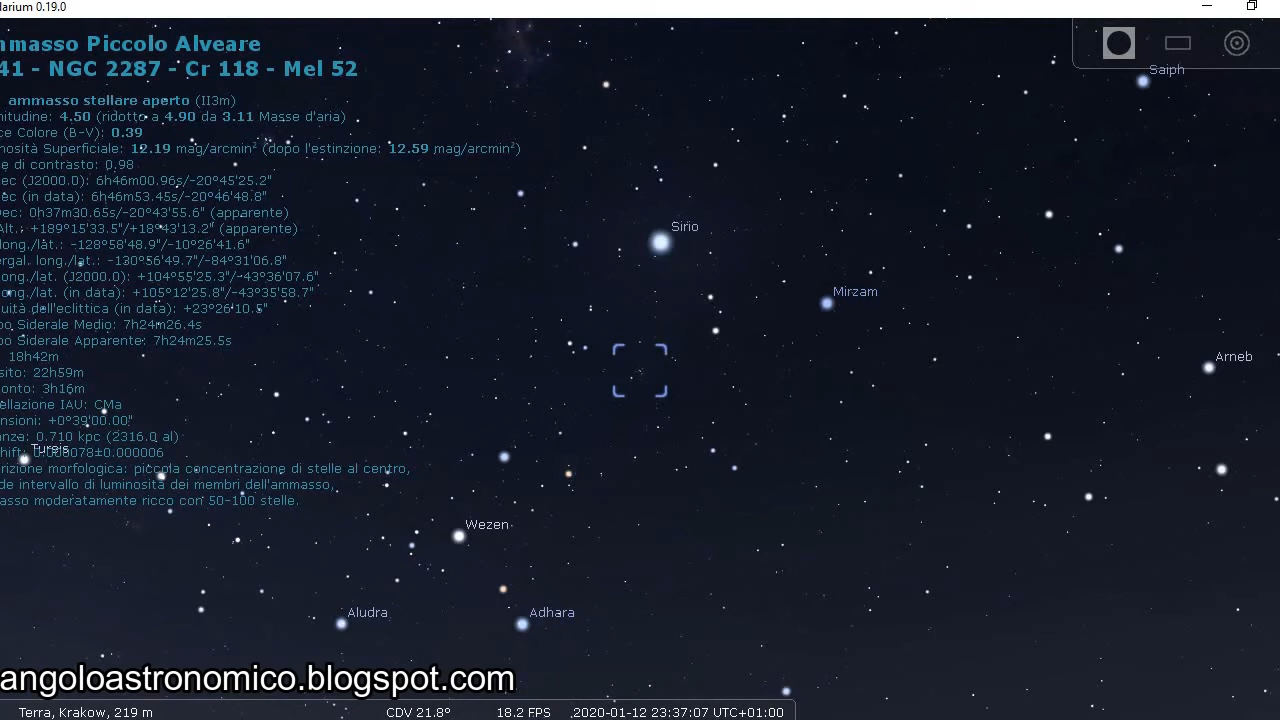 larium 0.19.0
mmasso Piccolo Alveare
41 - NGC 2287 - Cr 118 - Mel 52
ammasso stellare aperto (II3m)
nitudine: 4.50 (ridotto a 4.90 da 3.11 Masse d'aria)
ce Colore (B-V): 0.39
nosità Superficiale: 12.19 mag/arcmin² (dopo l'estinzione: 12.59 mag/arcmin²)
e di contrasto: 0.98
ec (J2000.0): 6h46m00.96s/-20°45'25.2"
ec (in data): 6h46m53.45s/-20°46'48.8"
Dec: 0h37m30.65s/-20°43'55.6" (apparente)
Alt.: +189°15'33.5"/+18°43'13.2" (apparente)
long./lat.: -128°58'48.9"/-10°26'41.6"
ergal. long./lat.: -130°56'49.7"/-84°31'06.8"
ong./lat. (J2000.0): +104°55'25.3"/-43°36'07.6"
ong./lat. (in data): +105°12'25.8"/-43°35'58.7"
uità dell'eclittica (in data): +23°26'10.5"
po Siderale Medio: 7h24m26.4s
po Siderale Apparente: 7h24m25.5s
18h42m
sito: 22h59m
onto: 3h16m
ellazione IAU: CMa
nsioni: +0°39'00.00"
anza: 0.710 kpc (2316.0 al)
hift: 0.000078±0.000006
rizione morfologica: piccola concentrazione di stelle al centro,
de intervallo di luminosità dei membri dell'ammasso,
asso moderatamente ricco con 50-100 stelle.
Saiph
Sirio
Mirzam
Arneb
Tureis
Wezen
Aludra
Adhara
angoloastronomico.blogspot.com
Terra, Krakow, 219 m CDV 21.8° 18.2 FPS 2020-01-12 23:37:07 UTC+01:00